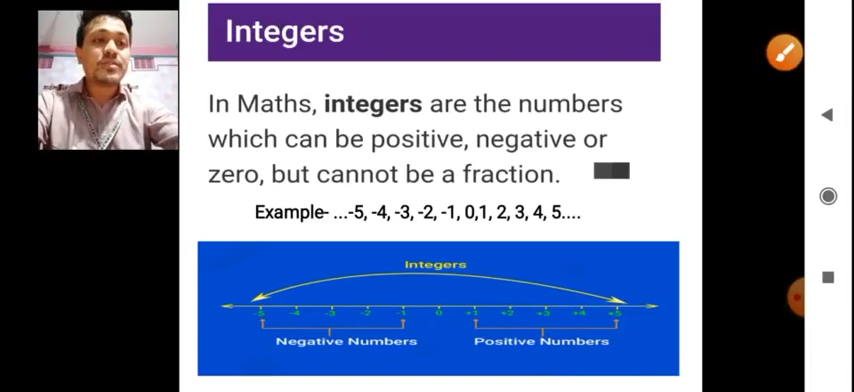 Integers
In Maths, integers are the numbers
which can be positive, negative or
zero, but cannot be a fraction.
Example- ...-5, -4, -3, -2, -1, 0,1, 2, 3, 4, 5....
Integers
-5 -4 -3 -2 -1 0 +1 +2 +3 +4 +5
Negative Numbers Positive Numbers